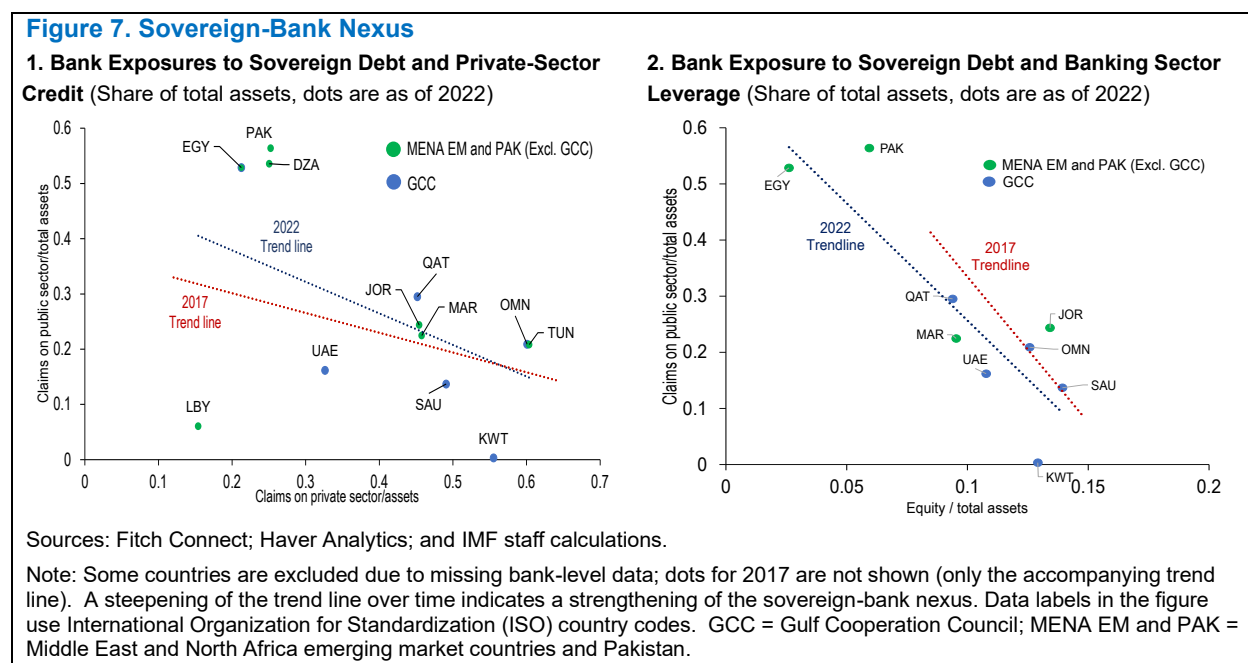 Figure 7. Sovereign-Bank Nexus
1. Bank Exposures to Sovereign Debt and Private-Sector
Credit (Share of total assets, dots are as of 2022)
0.6
0.5
0.4
0.3
0.2
0.1
0
Claims on public sector/total assets
PAK
EGY
DZA
MENA EM and PAK (Excl. GCC)
GCC
2022
Trend line
QAT
JOR
MAR
OMN
2017
Trend line
TUN
UAE
SAU
LBY
KWT
0
0.1
0.2
0.3
0.4
0.5
0.6
0.7
Claims on private sector/assets
2. Bank Exposure to Sovereign Debt and Banking Sector
Leverage (Share of total assets, dots are as of 2022)
0.6
0.5
0.4
0.3
0.2
0.1
0
Claims on public sector/total assets
PAK
MENA EM and PAK (Excl. GCC)
EGY
GCC
2022
Trendline
2017
Trendline
QAT
JOR
MAR
OMN
UAE
SAU
KWT
0
0.05
0.1
0.15
0.2
Equity / total assets
Sources: Fitch Connect; Haver Analytics; and IMF staff calculations.
Note: Some countries are excluded due to missing bank-level data; dots for 2017 are not shown (only the accompanying trend
line). A steepening of the trend line over time indicates a strengthening of the sovereign-bank nexus. Data labels in the figure
use International Organization for Standardization (ISO) country codes. GCC = Gulf Cooperation Council; MENA EM and PAK =
Middle East and North Africa emerging market countries and Pakistan.